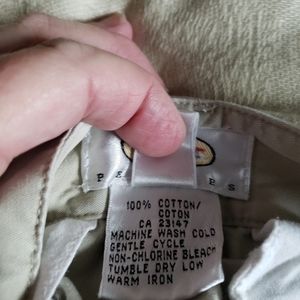 P E P S
100% COTTON/
COTON
CA 23147
MACHINE WASH COLD
GENTLE CYCLE
NON-CHLORINE BLEACH
TUMBLE DRY LOW
WARM IRON